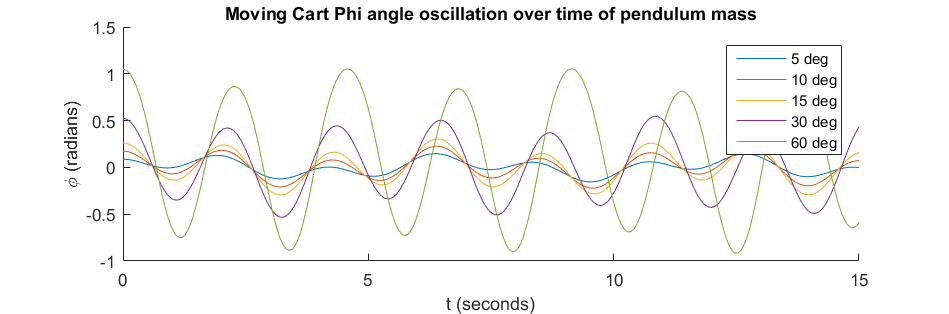 Moving Cart Phi angle oscillation over time of pendulum mass
1.5
1
0.5
0
-0.5
-1
ϕ (radians)
5 deg
10 deg
15 deg
30 deg
60 deg
0
5
10
15
t (seconds)